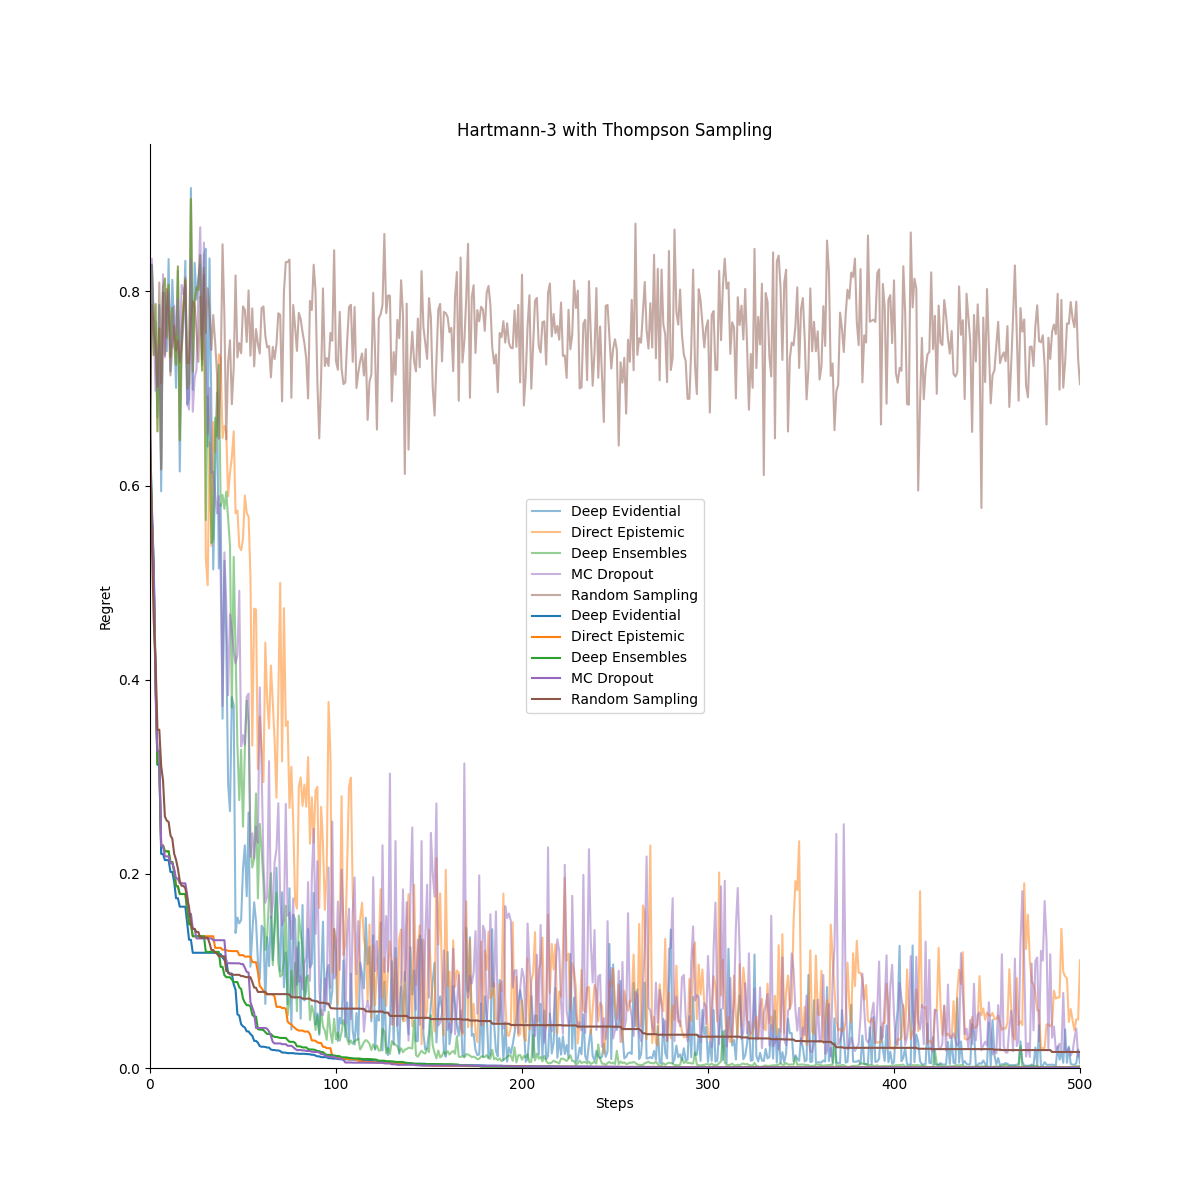 Hartmann-3 with Thompson Sampling
0.8
0.6
0.4
0.2
0.0
Regret
Deep Evidential
Direct Epistemic
Deep Ensembles
MC Dropout
Random Sampling
Deep Evidential
Direct Epistemic
Deep Ensembles
MC Dropout
Random Sampling
0 100 200 300 400 500
Steps